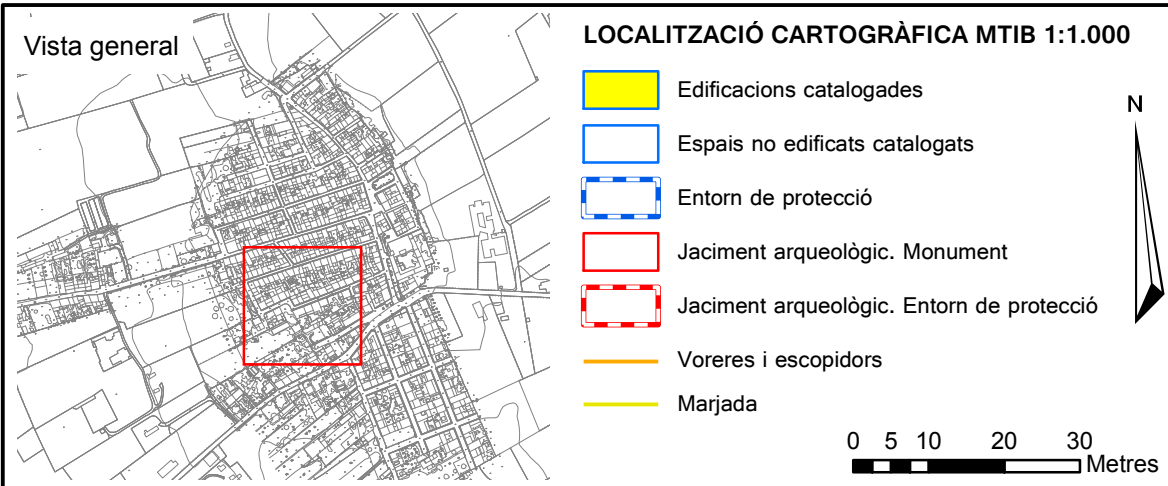 Vista general
LOCALITZACIÓ CARTOGRÀFICA MTIB 1:1.000
Edificacions catalogades
Espais no edificats catalogats
Entorn de protecció
Jaciment arqueològic. Monument
Jaciment arqueològic. Entorn de protecció
Voreres i escopidors
Marjada
N
0 5 10 20 30
Metres